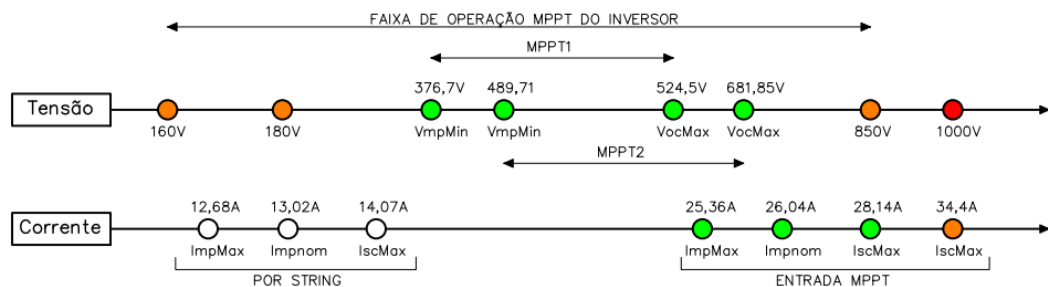 FAIXA DE OPERAÇÃO MPPT DO INVERSOR
MPPT1
376,7V 489,71 524,5V 681,85V
Tensão
160V 180V VmpMin VmpMin VocMax VocMax 850V 1000V
MPPT2
12,68A 13,02A 14,07A 25,36A 26,04A 28,14A 34,4A
Corrente
ImpMax Impnom IscMax ImpMax Impnom IscMax IscMax
POR STRING ENTRADA MPPT